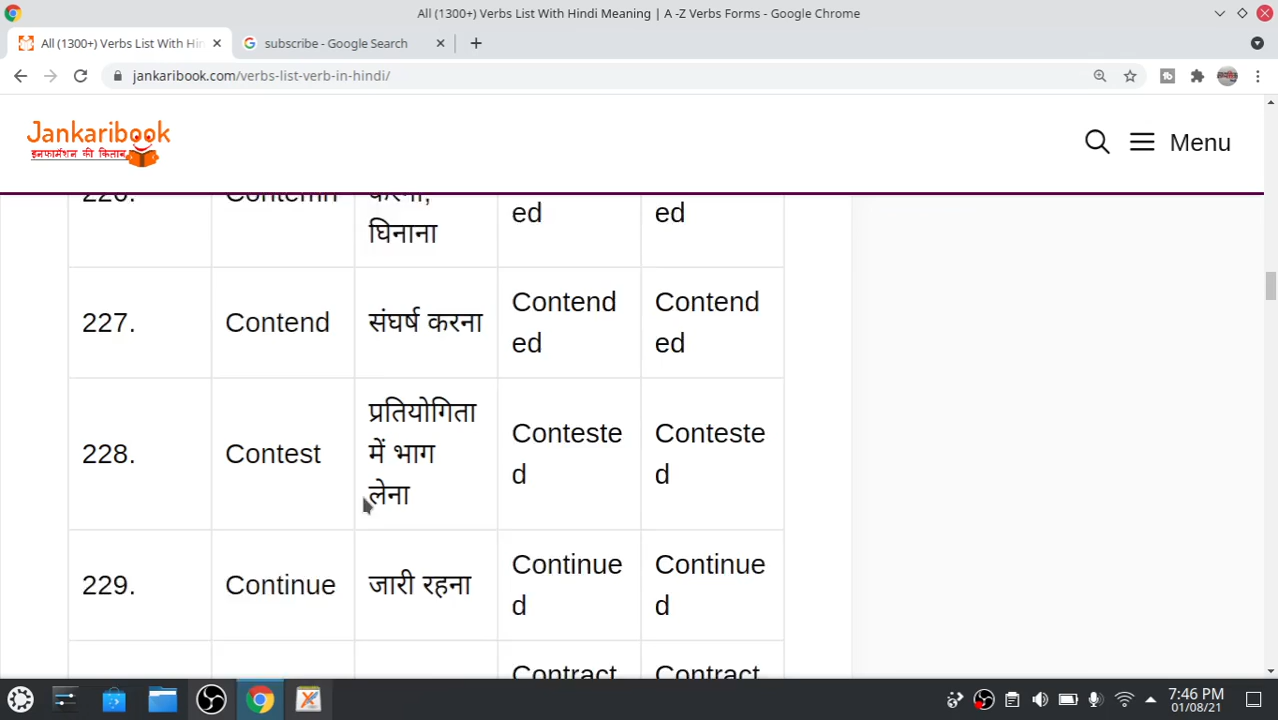 All (1300+) Verbs List With Hindi Meaning | A -Z Verbs Forms - Google Chrome
All (1300+) Verbs List With Hin
subscribe - Google Search
jankaribook.com/verbs-list-verb-in-hindi/
Jankaribook
इनफार्मेशन की किताब
Menu
घिनाना
ed
ed
227.
Contend
संघर्ष करना
Contend
ed
Contend
ed
228.
Contest
प्रतियोगिता
में भाग
लेना
Conteste
d
Conteste
d
229.
Continue
जारी रहना
Continue
d
Continue
d
Contract
Contract
7:46 PM
01/08/21